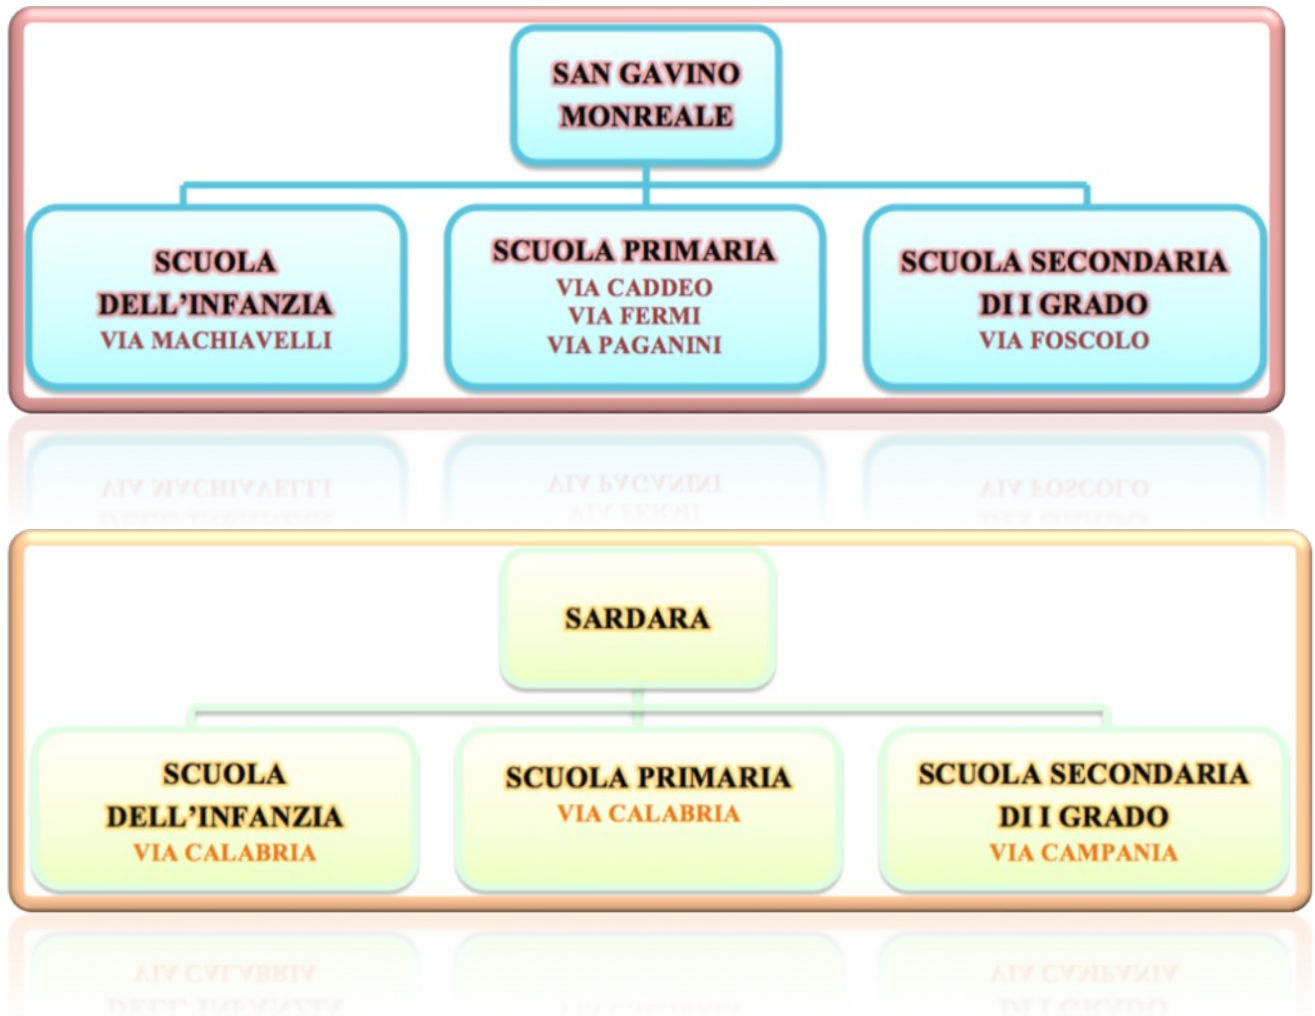 SAN GAVINO
MONREALE
SCUOLA
DELL'INFANZIA
VIA MACHIAVELLI
SCUOLA PRIMARIA
VIA CADDEO
VIA FERMI
VIA PAGANINI
SCUOLA SECONDARIA
DI I GRADO
VIA FOSCOLO
SARDARA
SCUOLA
DELL'INFANZIA
VIA CALABRIA
SCUOLA PRIMARIA
VIA CALABRIA
SCUOLA SECONDARIA
DI I GRADO
VIA CAMPANIA